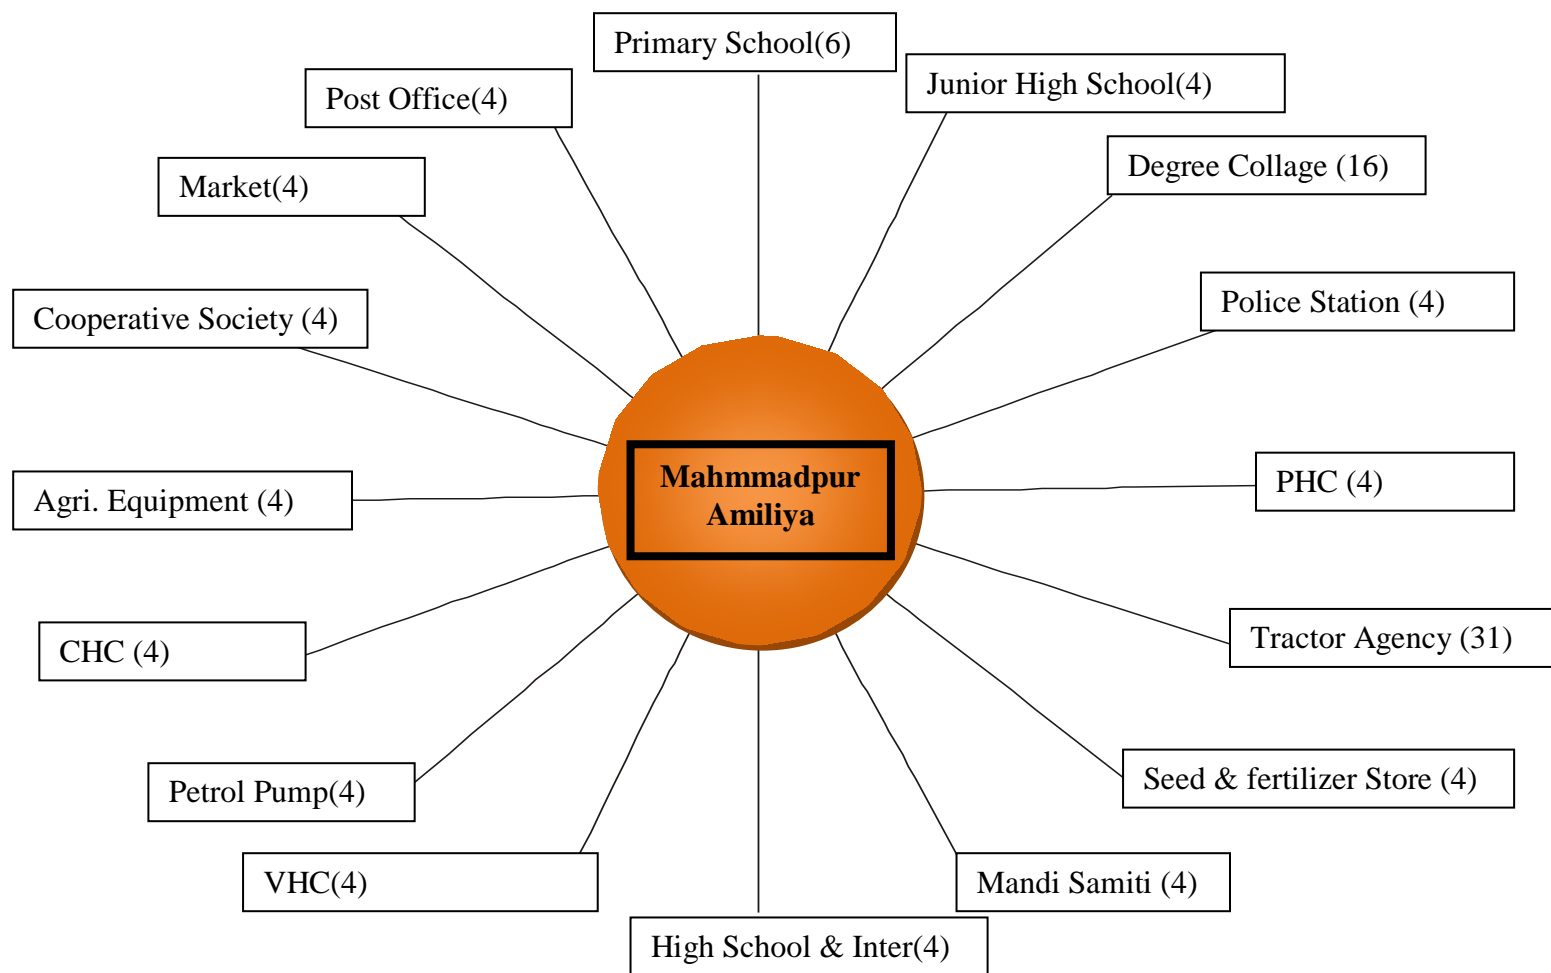 Primary School(6)
Junior High School(4)
Post Office(4)
Degree Collage (16)
Market(4)
Police Station (4)
Cooperative Society (4)
Mahmmadpur
Amiliya
PHC (4)
Agri. Equipment (4)
Tractor Agency (31)
CHC (4)
Seed & fertilizer Store (4)
Petrol Pump(4)
VHC(4)
Mandi Samiti (4)
High School & Inter(4)